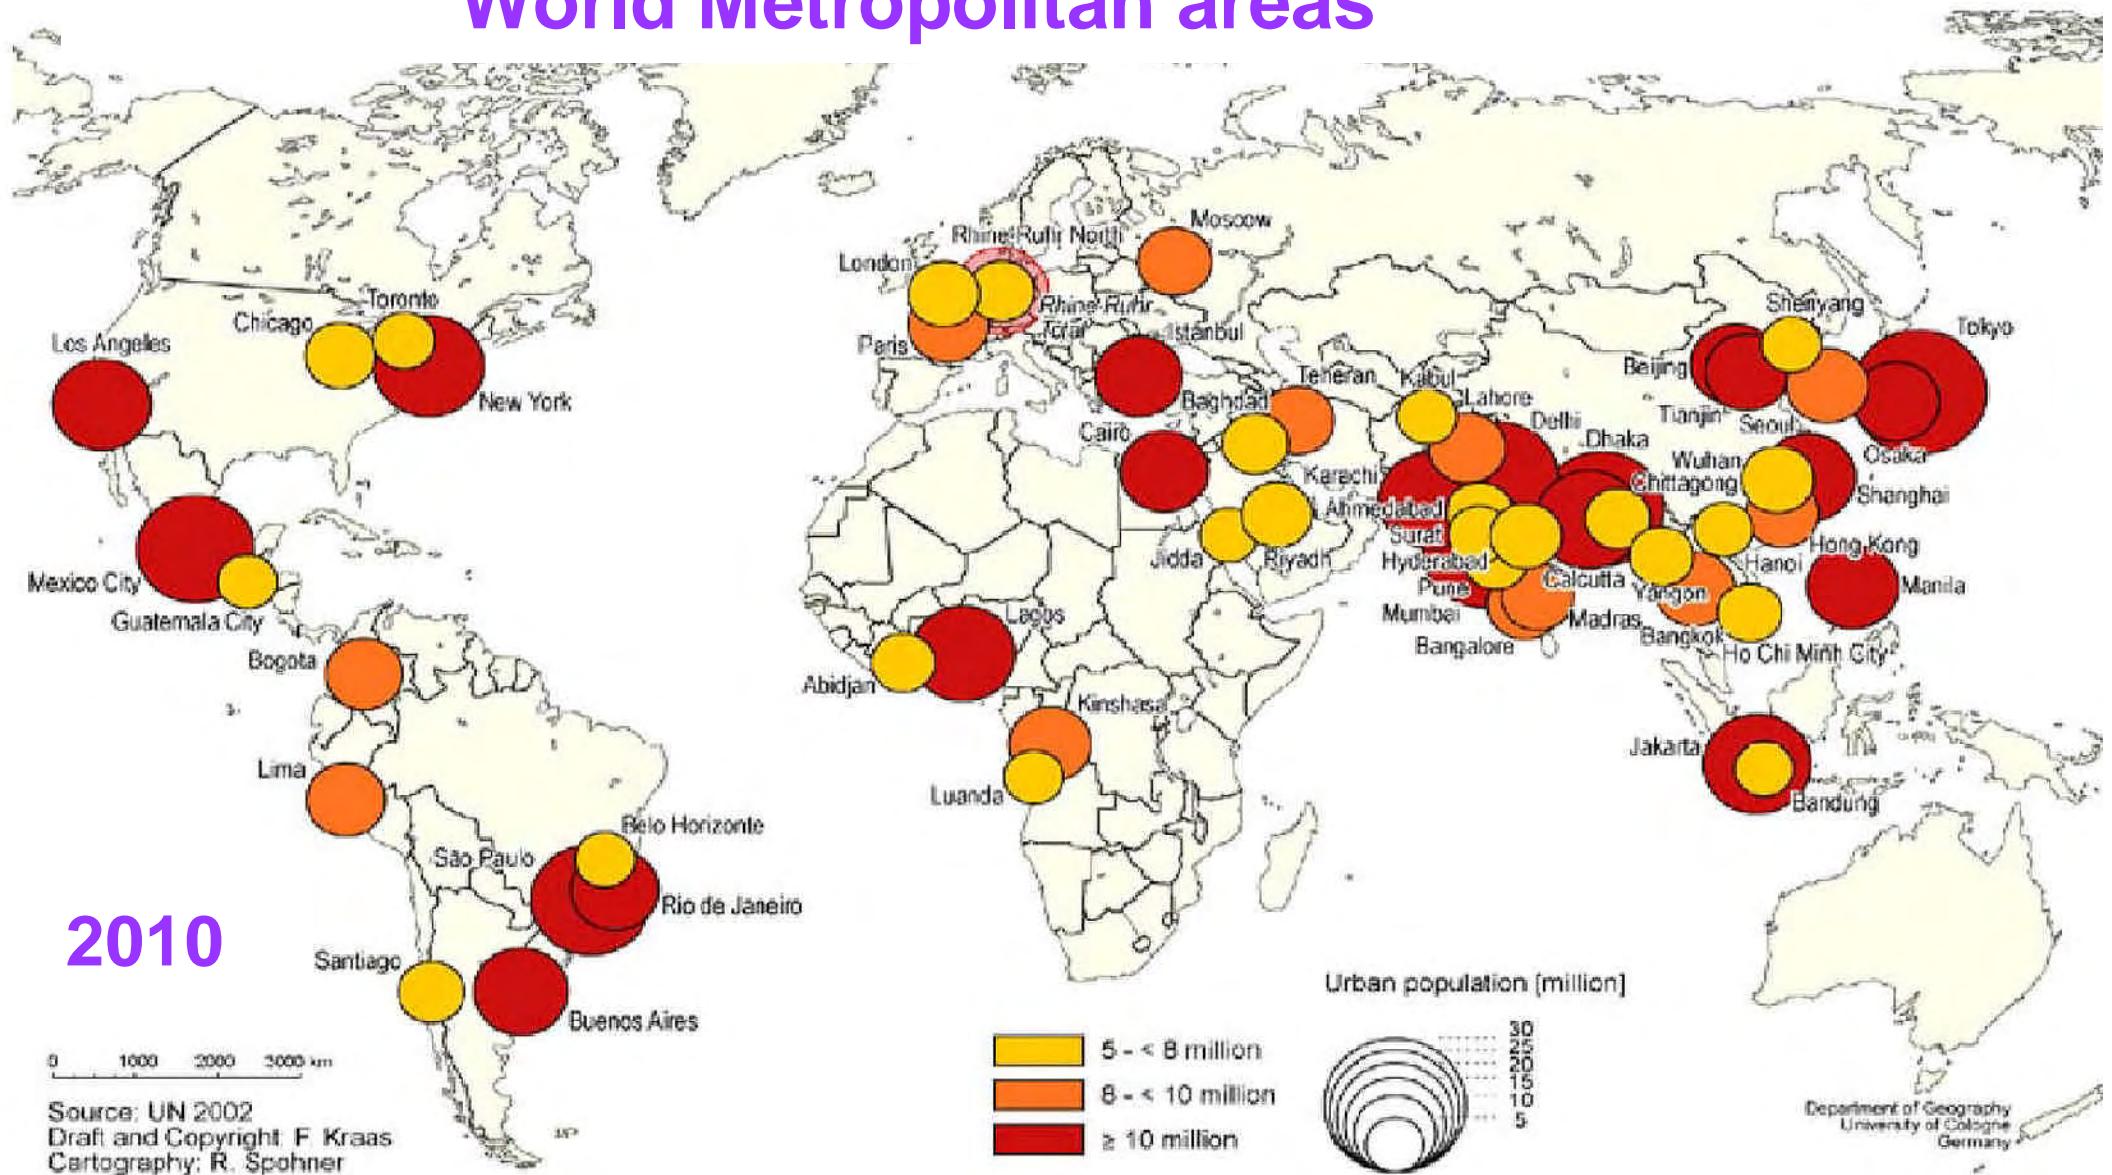 World Metropolitan areas
Moscow
Rhine-Ruhr North
London
Rhine-Ruhr
Total
Istanbul
Paris
Toronto
Chicago
Los Angeles
New York
Shenyang
Tokyo
Beijing
Teheran
Kabul
Lahore
Baghdad
Delhi
Tianjin
Seoul
Cairo
Dhaka
Osaka
Wuhan
Karachi
Chittagong
Shanghai
Ahmedabad
Surat
Hong Kong
Jidda
Riyadh
Hyderabad
Hanoi
Mexico City
Calcutta
Pune
Yangon
Manila
Guatemala City
Lagos
Mumbai
Madras
Bangkok
Bangalore
Ho Chi Minh City
Bogota
Abidjan
Kinshasa
Jakarta
Lima
Luanda
Bandung
Belo Horizonte
São Paulo
Rio de Janeiro
2010
Santiago
Buenos Aires
Urban population [million]
30
25
20
15
10
5
5 - < 8 million
8 - < 10 million
≥ 10 million
0 1000 2000 3000 km
Source: UN 2002
Draft and Copyright: F. Kraas
Cartography: R. Spohner
Department of Geography
University of Cologne
Germany